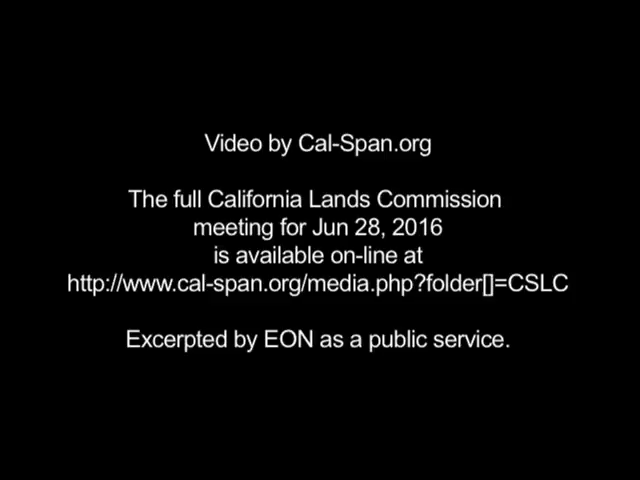 Video by Cal-Span.org
The full California Lands Commission
meeting for Jun 28, 2016
is available on-line at
http://www.cal-span.org/media.php?folder[]=CSLC
Excerpted by EON as a public service.